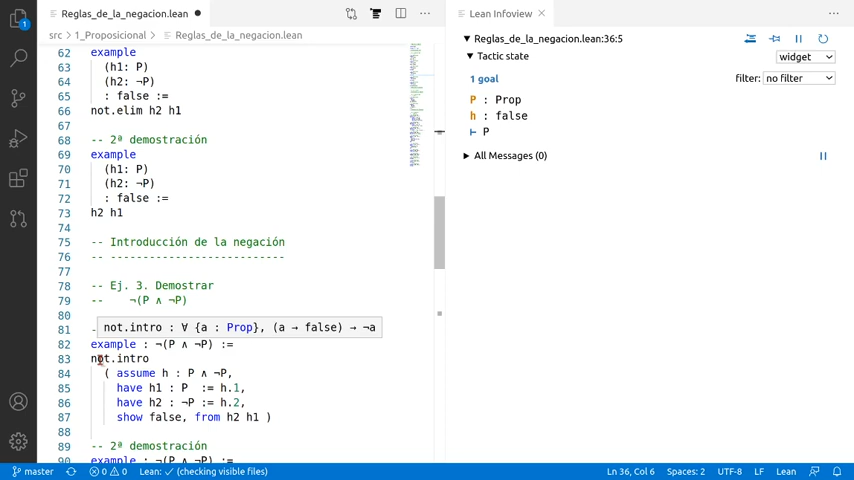 Reglas_de_la_negacion.lean
Lean Infoview
src > 1_Proposicional > Reglas_de_la_negacion.lean
Reglas_de_la_negacion.lean:36:5
Tactic state
widget
1 goal
filter: no filter
P : Prop
h : false
⊢ P
All Messages (0)
1
62 example
63 (h1: P)
64 (h2: ¬P)
65 : false :=
66 not.elim h2 h1
67
68 -- 2ª demostración
69 example
70 (h1: P)
71 (h2: ¬P)
72 : false :=
73 h2 h1
74
75 -- Introducción de la negación
76 -- ---------------------------
77
78 -- Ej. 3. Demostrar
79 -- ¬(P ∧ ¬P)
80
not.intro : ∀ {a : Prop}, (a → false) → ¬a
81 -
82 example : ¬(P ∧ ¬P) :=
83 not.intro
84 ( assume h : P ∧ ¬P,
85 have h1 : P := h.1,
86 have h2 : ¬P := h.2,
87 show false, from h2 h1 )
88
89 -- 2ª demostración
90 example : ¬(P ∧ ¬P) :=
master
0 0
Lean: ✓ (checking visible files)
Ln 36, Col 6
Spaces: 2
UTF-8
LF
Lean